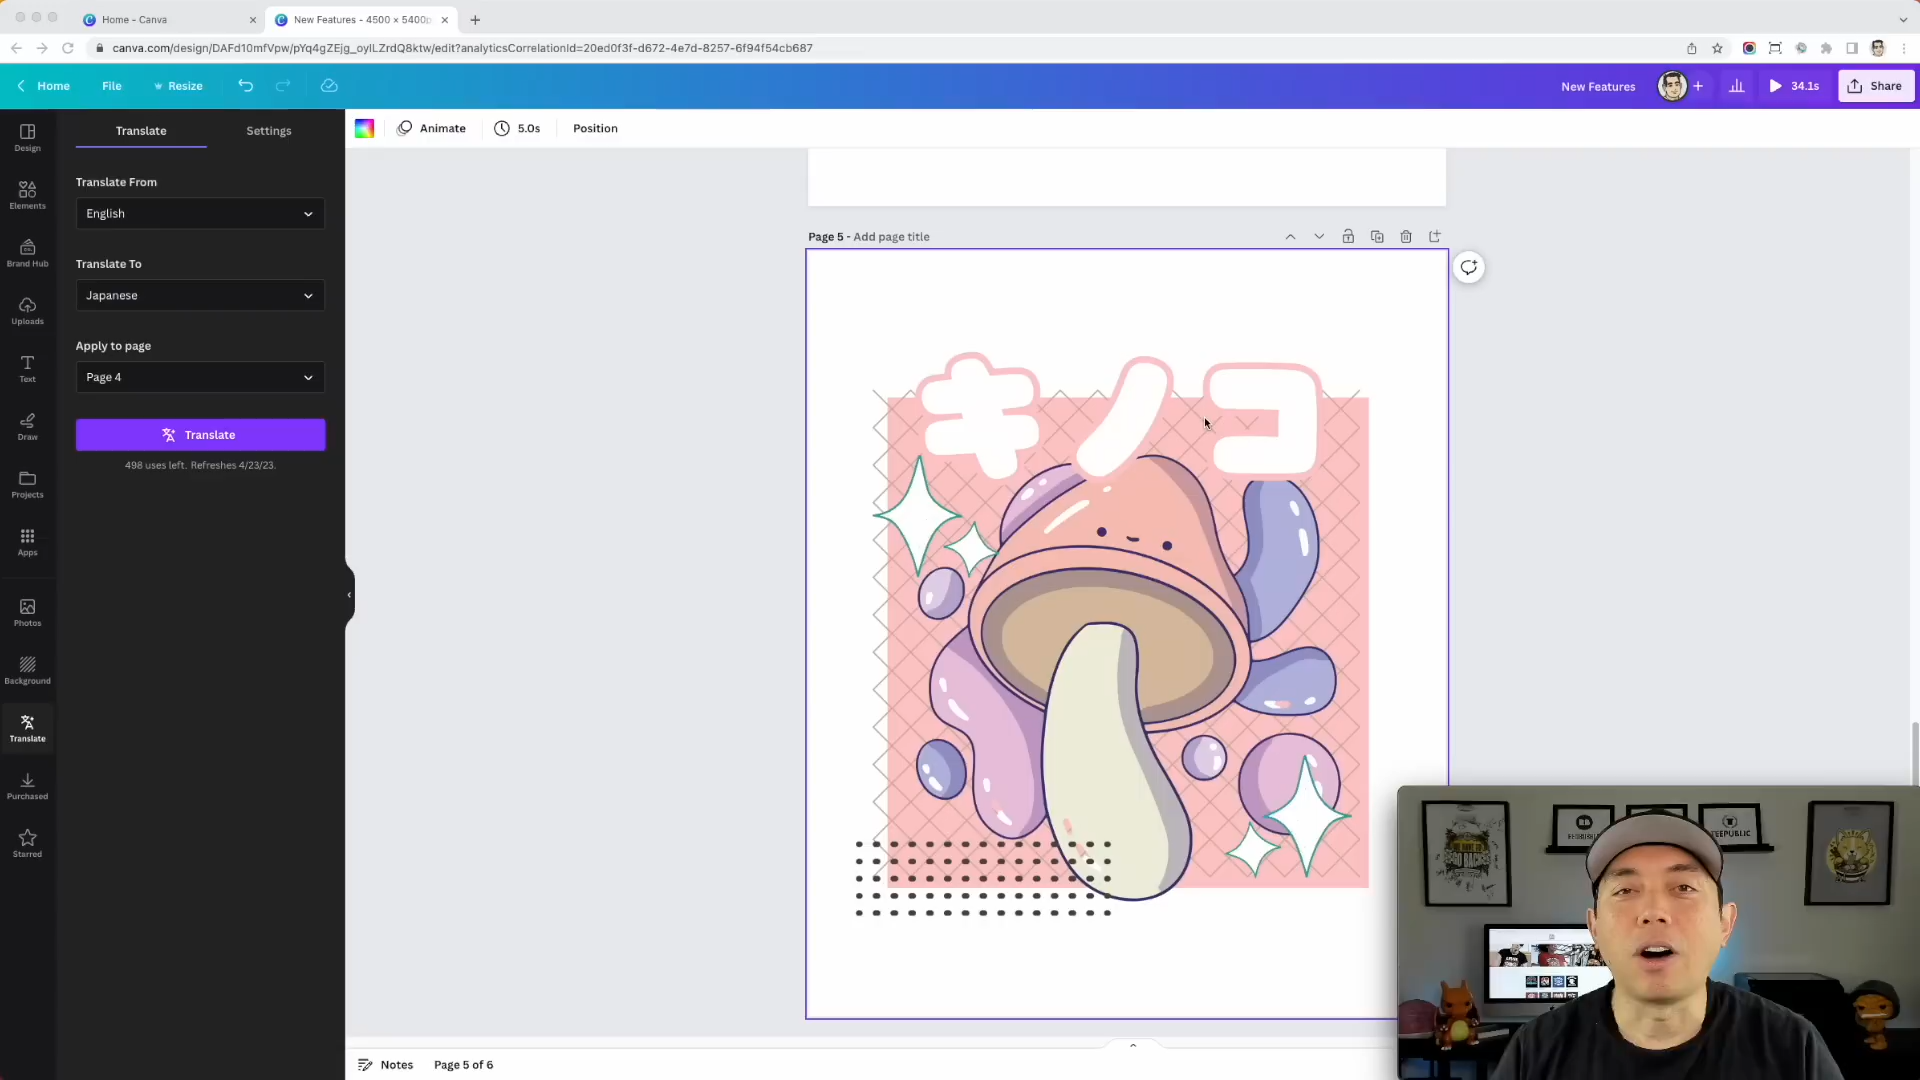 Home - Canva
New Features - 4500 × 5400p
canva.com/design/DAFd10mfVpw/pYq4gZEjg_oyILZrdQ8ktw/edit?analyticsCorrelationId=20ed0f3f-d672-4e7d-8257-6f94f54cb687
Home File Resize New Features 34.1s Share
Translate Settings
Animate 5.0s Position
Design
Elements
Brand Hub
Uploads
Text
Draw
Projects
Apps
Photos
Background
Translate
Purchased
Starred
Translate From
English
Translate To
Japanese
Apply to page
Page 4
Translate
498 uses left. Refreshes 4/23/23.
Page 5 - Add page title
キノコ
TEEPUBLIC
Notes Page 5 of 6